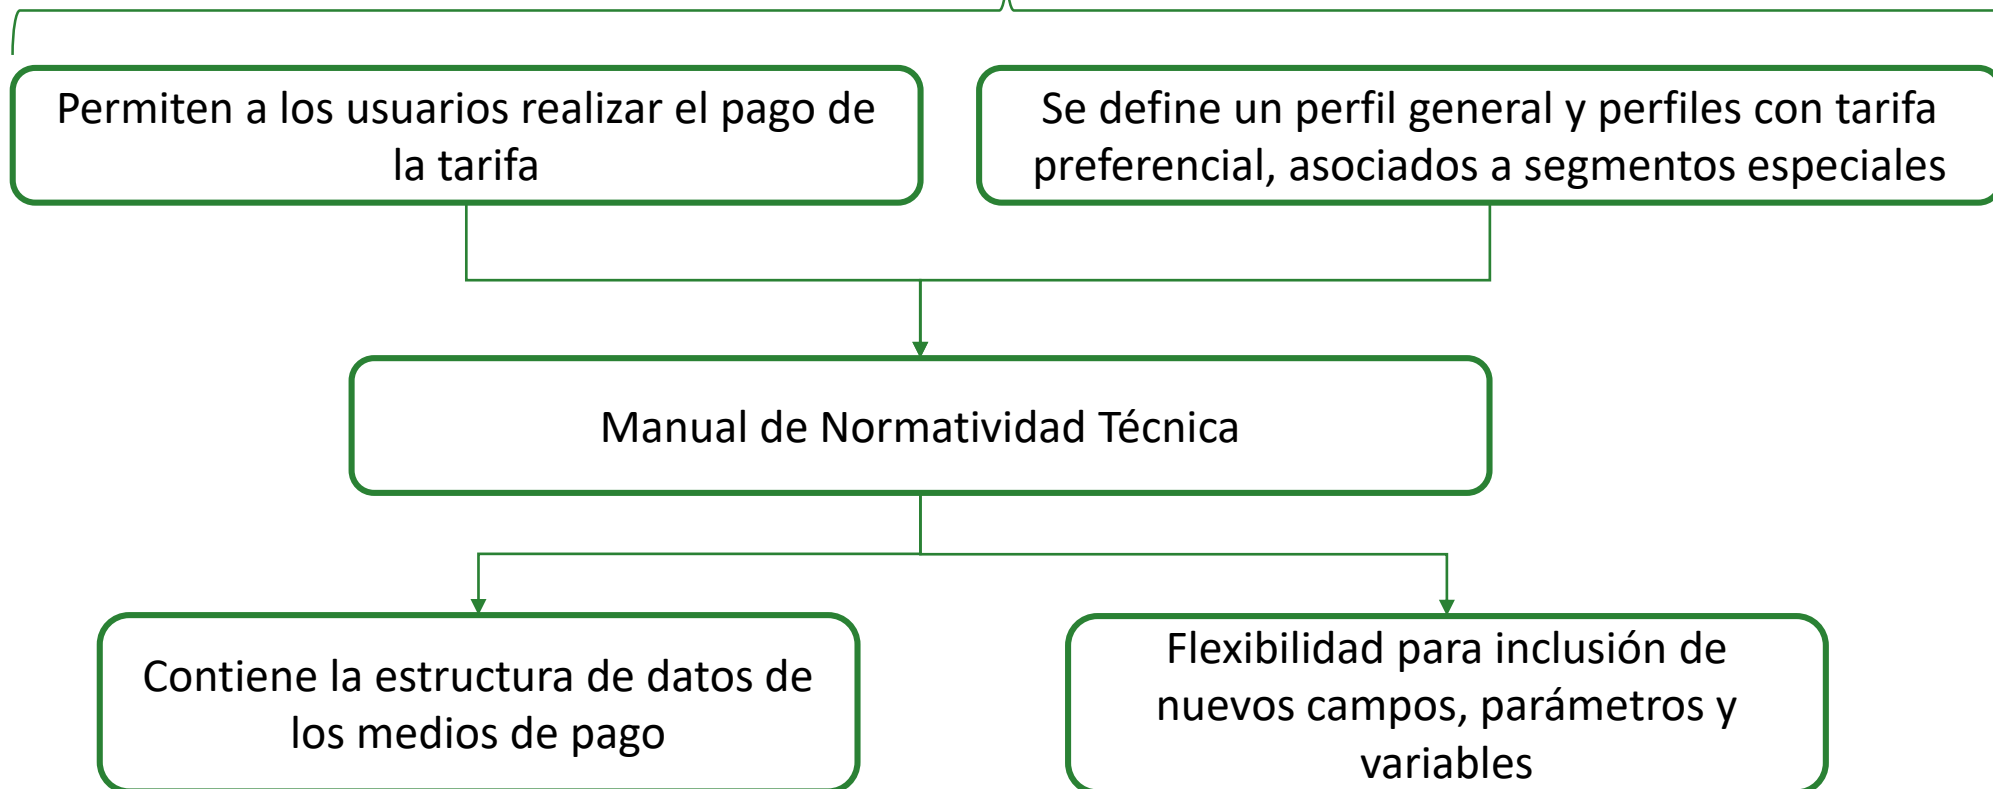 Permiten a los usuarios realizar el pago de
la tarifa
Se define un perfil general y perfiles con tarifa
preferencial, asociados a segmentos especiales
Manual de Normatividad Técnica
Contiene la estructura de datos de
los medios de pago
Flexibilidad para inclusión de
nuevos campos, parámetros y
variables